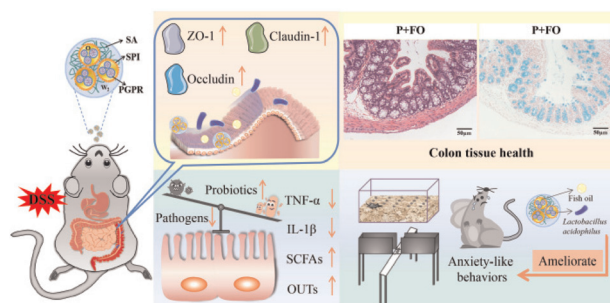 SA
SPI
PGPR
O
W₂
DSS
ZO-1
Claudin-1
Occludin
Probiotics
Pathogens
TNF-α
IL-1β
SCFAs
OUTs
P+FO
P+FO
50μm
50μm
Colon tissue health
Fish oil
Lactobacillus
acidophilus
Anxiety-like
behaviors
Ameliorate